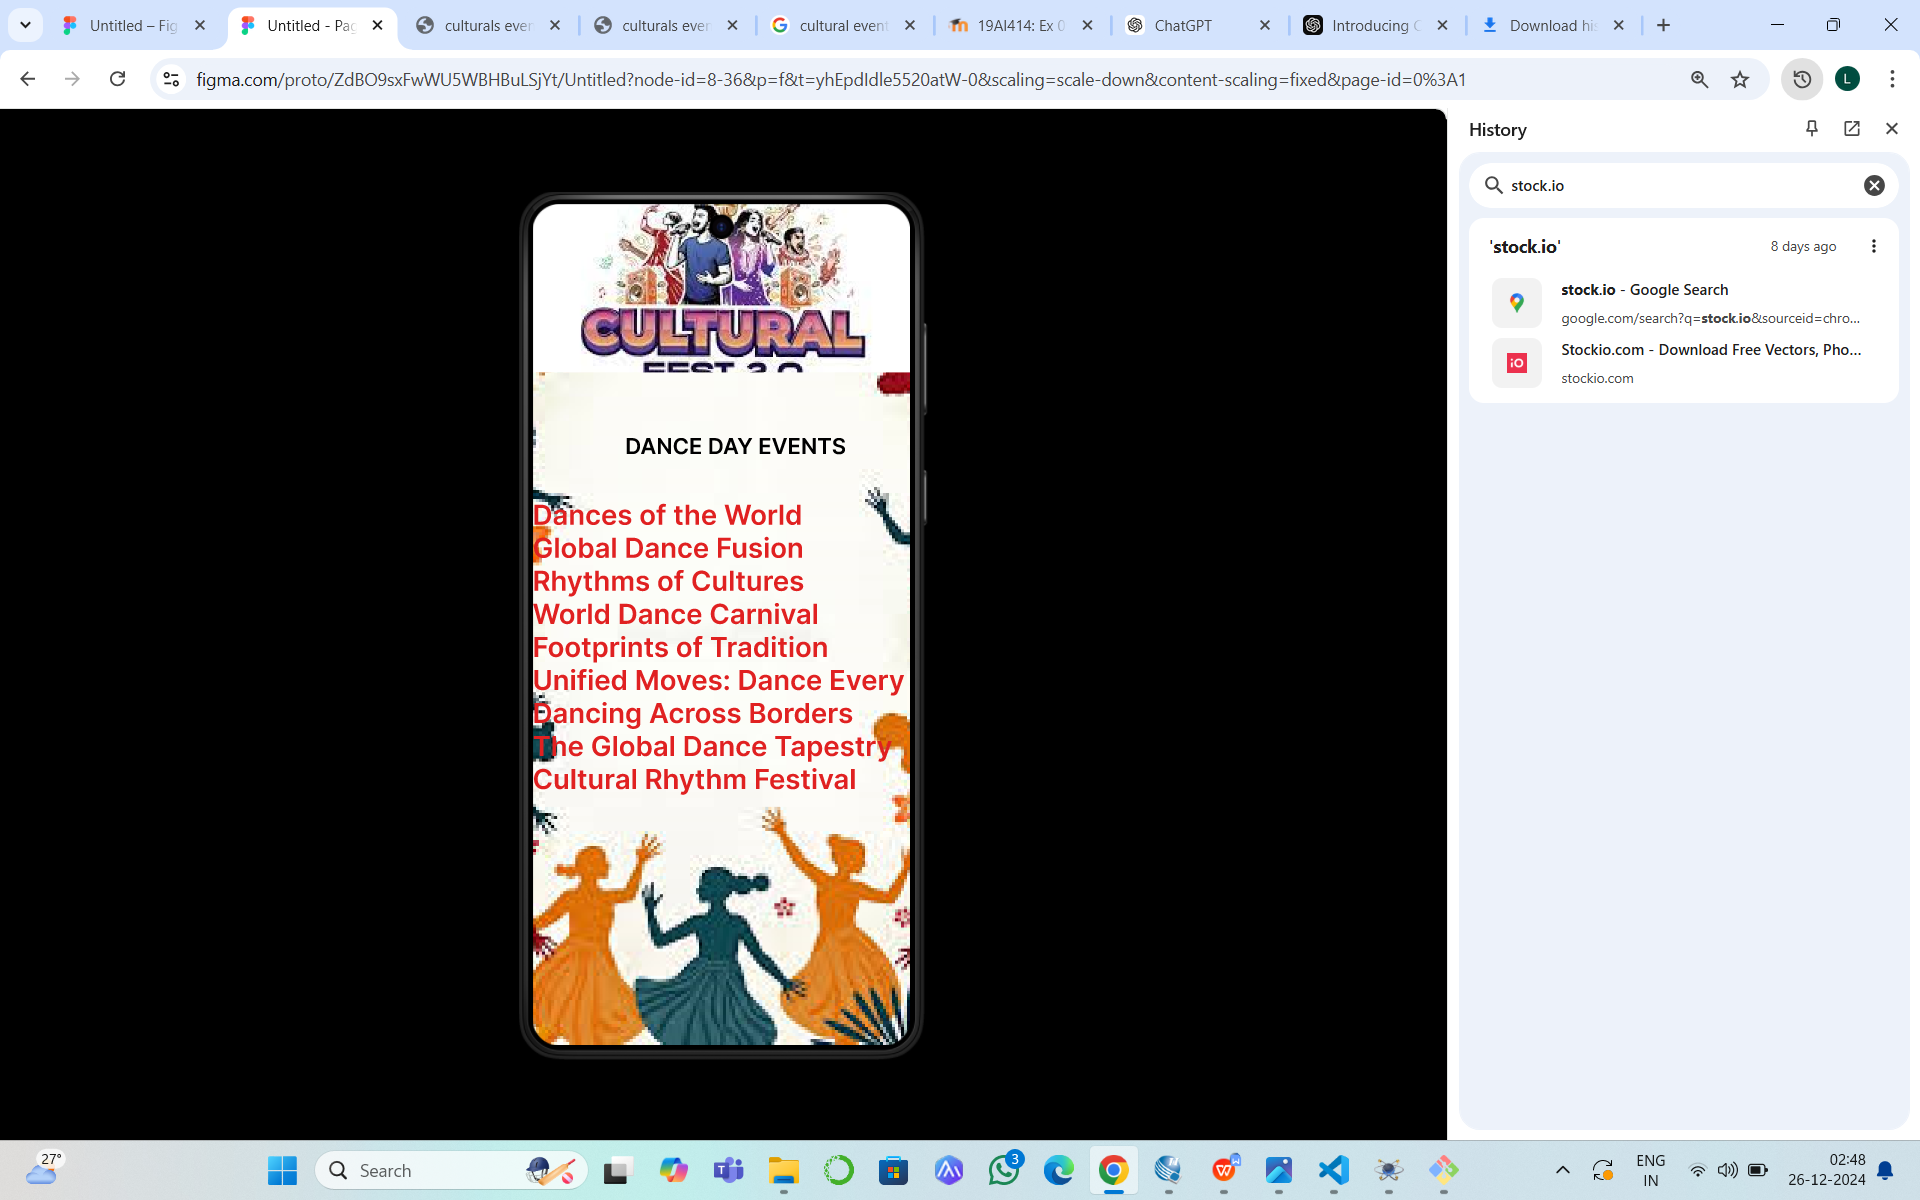 Untitled – Fig
Untitled - Pag
culturals even
culturals even
cultural event
19AI414: Ex 0
ChatGPT
Introducing C
Download his
figma.com/proto/ZdBO9sxFwWU5WBHBuLSjYt/Untitled?node-id=8-36&p=f&t=yhEpdIdle5520atW-0&scaling=scale-down&content-scaling=fixed&page-id=0%3A1
L
CULTURAL
FEST 2.0
DANCE DAY EVENTS
Dances of the World
Global Dance Fusion
Rhythms of Cultures
World Dance Carnival
Footprints of Tradition
Unified Moves: Dance Every
Dancing Across Borders
The Global Dance Tapestry
Cultural Rhythm Festival
History
stock.io
'stock.io'
8 days ago
stock.io - Google Search
google.com/search?q=stock.io&sourceid=chro...
iO
Stockio.com - Download Free Vectors, Pho...
stockio.com
27°
Search
3
ENG
IN
02:48
26-12-2024